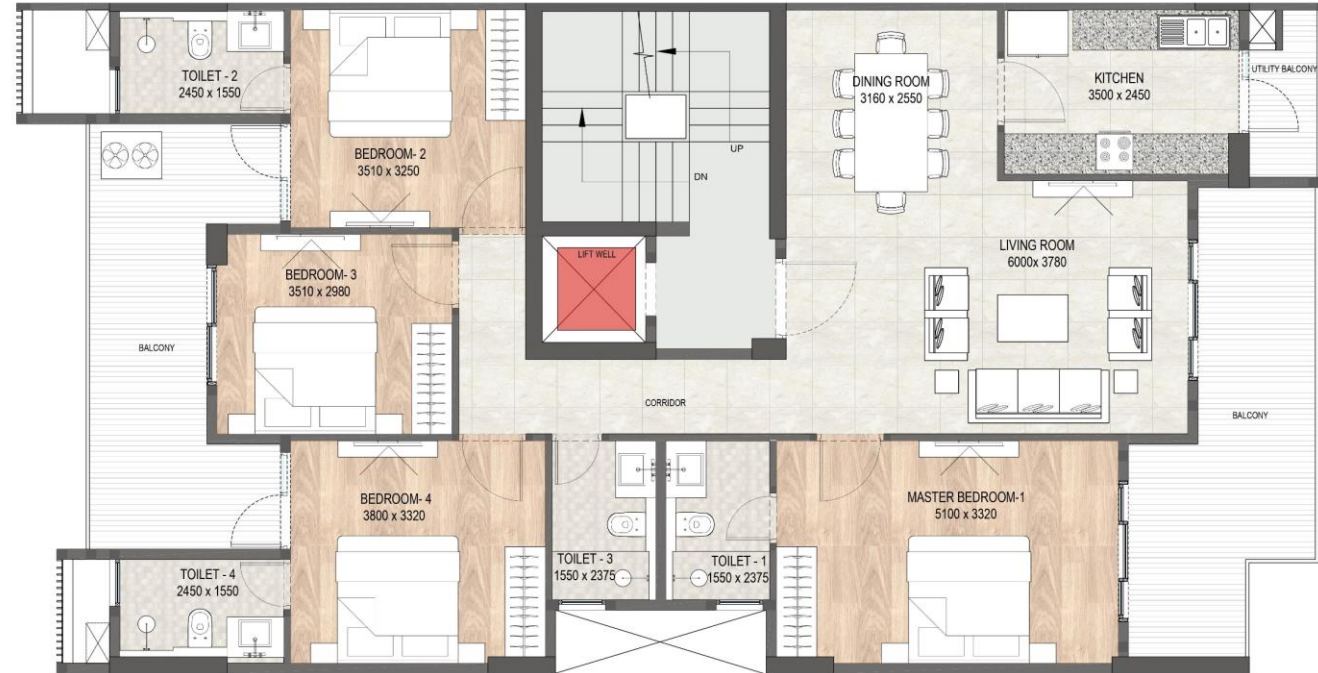 TOILET - 2
2450 x 1550
BEDROOM- 2
3510 x 3250
UP
DN
DINING ROOM
3160 x 2550
KITCHEN
3500 x 2450
UTILITY BALCONY
BEDROOM- 3
3510 x 2980
LIFT WELL
LIVING ROOM
6000x 3780
BALCONY
CORRIDOR
BALCONY
BEDROOM- 4
3800 x 3320
MASTER BEDROOM-1
5100 x 3320
TOILET - 3
1550 x 2375
TOILET - 1
1550 x 2375
TOILET - 4
2450 x 1550